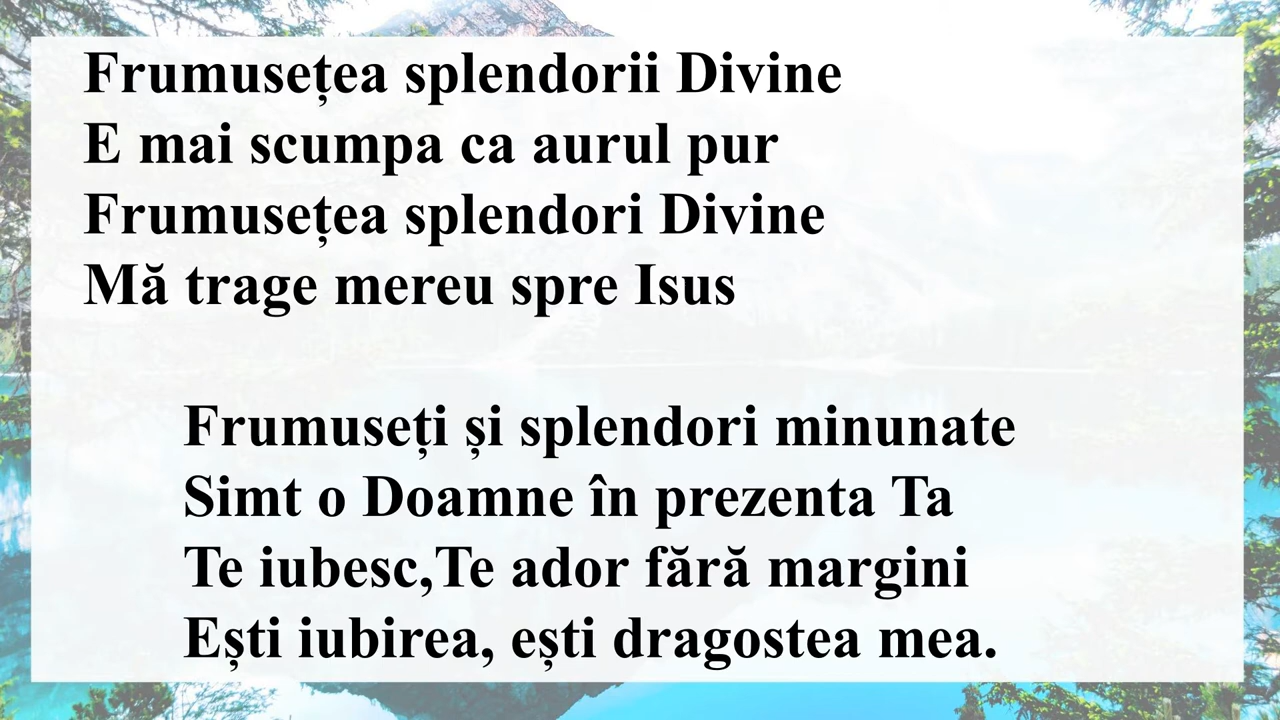 Frumusețea splendorii Divine
E mai scumpa ca aurul pur
Frumusețea splendori Divine
Mă trage mereu spre Isus
Frumuseți și splendori minunate
Simt o Doamne în prezenta Ta
Te iubesc,Te ador fără margini
Ești iubirea, ești dragostea mea.